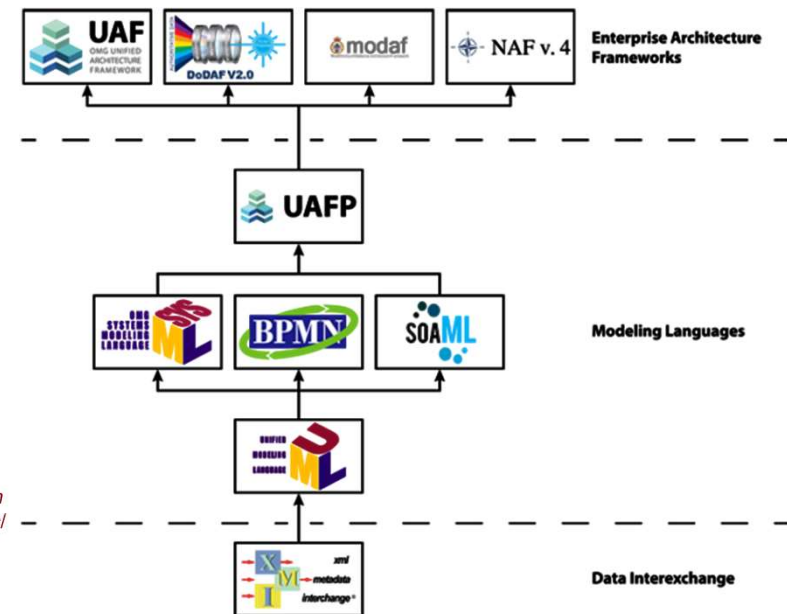 UAF
OMG UNIFIED
ARCHITECTURE
FRAMEWORK
DoDAF V2.0
modaf
NAF v. 4
Enterprise Architecture
Frameworks
UAFP
OMG
SYSTEMS
MODELING
LANGUAGE
SYS
ML
BPMN
SOAML
Modeling Languages
UNIFIED
MODELING
LANGUAGE
UML
XMI
xml
metadata
interchange®
Data Interexchange